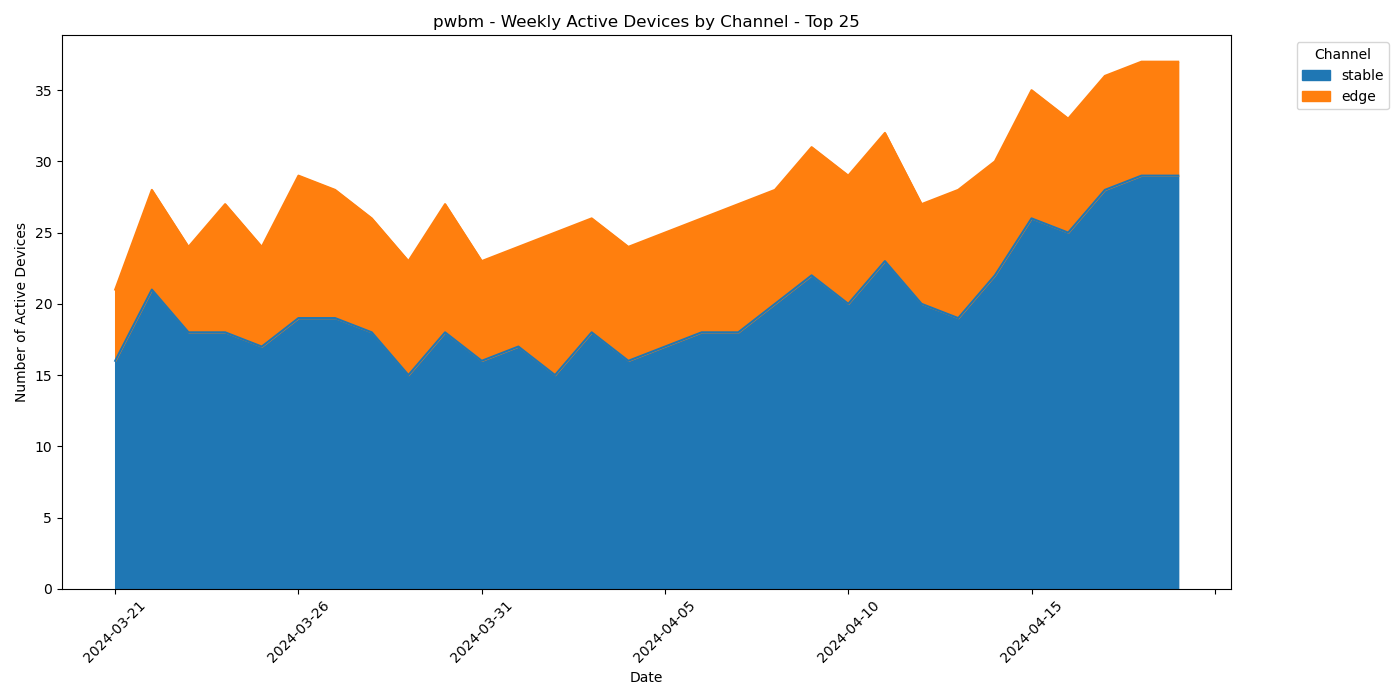 pwbm - Weekly Active Devices by Channel - Top 25
Channel
stable
edge
Number of Active Devices
35
30
25
20
15
10
5
0
2024-03-21
2024-03-26
2024-03-31
2024-04-05
2024-04-10
2024-04-15
Date